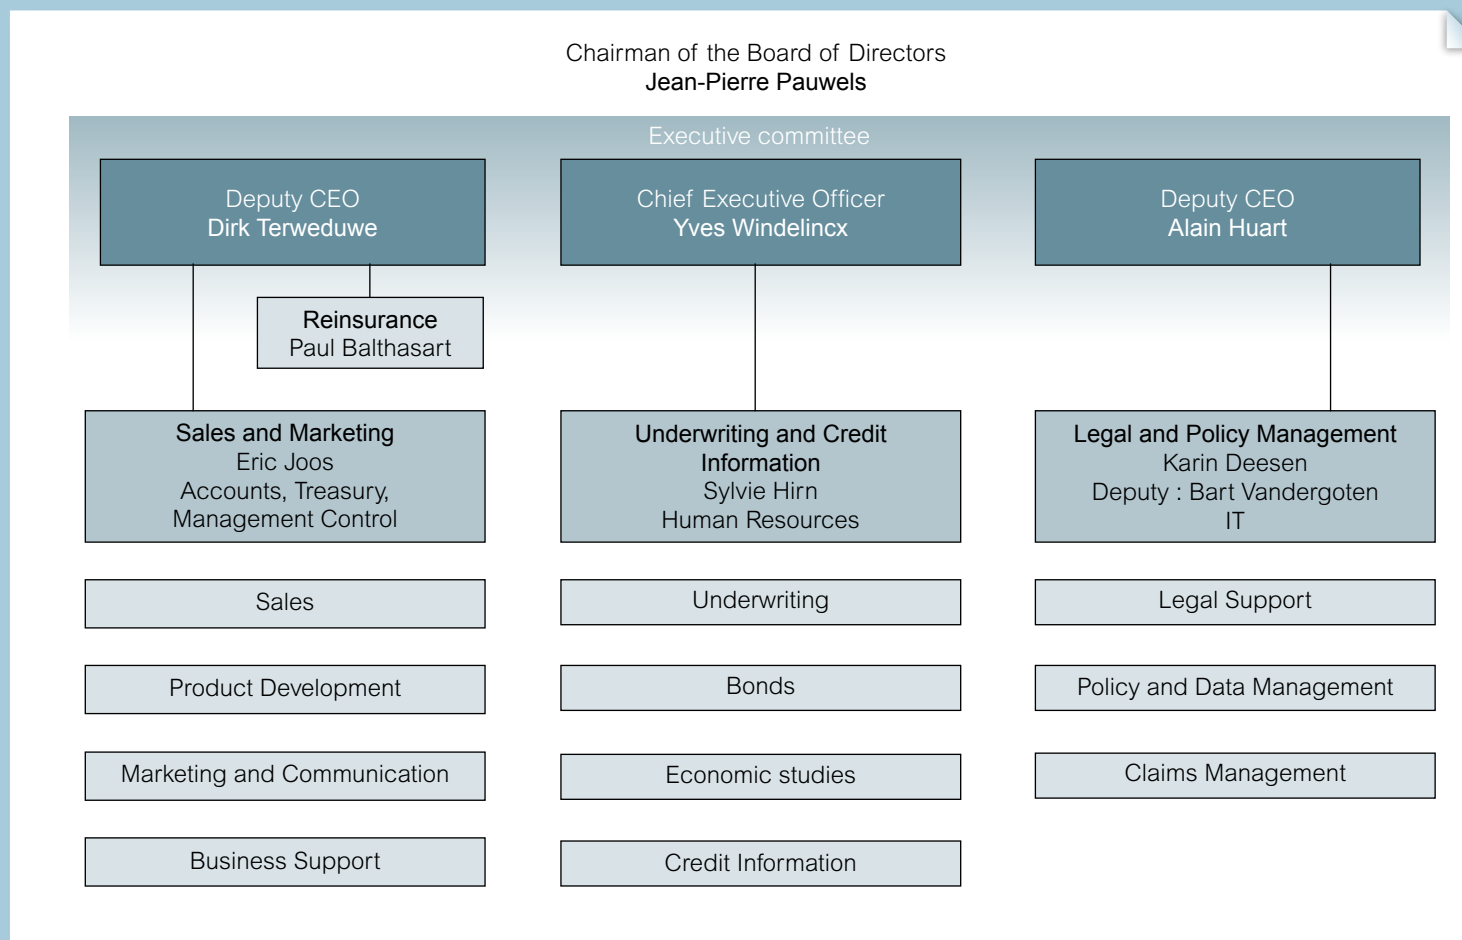 Chairman of the Board of Directors
Jean-Pierre Pauwels
Executive committee
Deputy CEO
Dirk Terweduwe
Chief Executive Officer
Yves Windelincx
Deputy CEO
Alain Huart
Reinsurance
Paul Balthasart
Sales and Marketing
Eric Joos
Accounts, Treasury,
Management Control
Underwriting and Credit
Information
Sylvie Hirn
Human Resources
Legal and Policy Management
Karin Deesen
Deputy : Bart Vandergoten
IT
Sales
Underwriting
Legal Support
Product Development
Bonds
Policy and Data Management
Marketing and Communication
Economic studies
Claims Management
Business Support
Credit Information